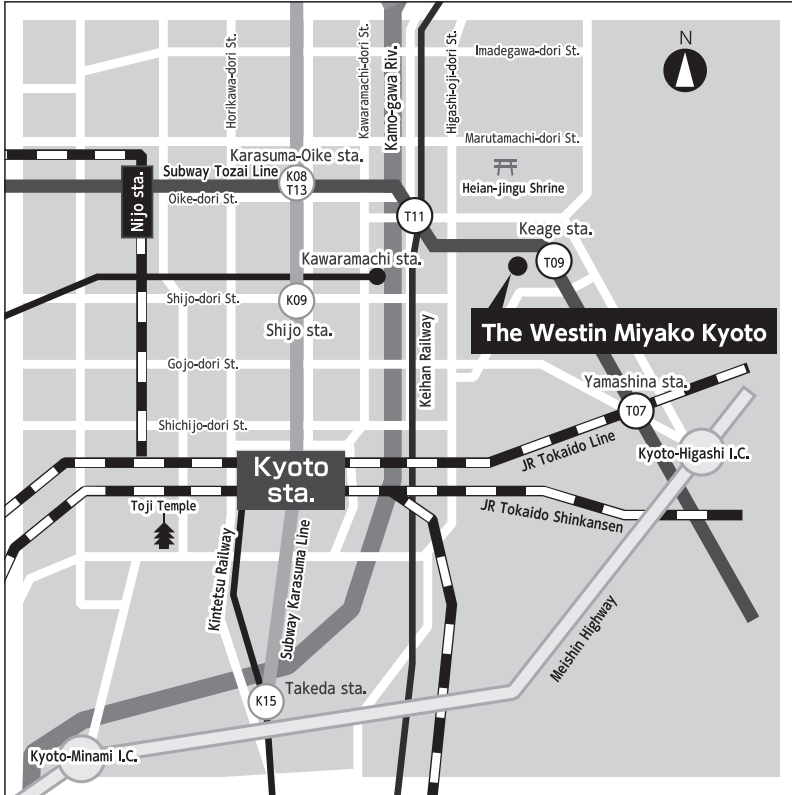 Horikawa-dori St.
Kawaramachi-dori St.
Kamo-gawa Riv.
Higashi-oji-dori St.
Imadegawa-dori St.
N
Marutamachi-dori St.
Karasuma-Oike sta.
Subway Tozai Line
K08
T13
Oike-dori St.
Nijo sta.
Heian-jingu Shrine
T11
Keage sta.
T09
Kawaramachi sta.
Shijo-dori St.
K09
Shijo sta.
The Westin Miyako Kyoto
Gojo-dori St.
Keihan Railway
Yamashina sta.
T07
Shichijo-dori St.
JR Tokaido Line
Kyoto-Higashi I.C.
Kyoto
sta.
Toji Temple
JR Tokaido Shinkansen
Kintetsu Railway
Subway Karasuma Line
Meishin Highway
Takeda sta.
K15
Kyoto-Minami I.C.